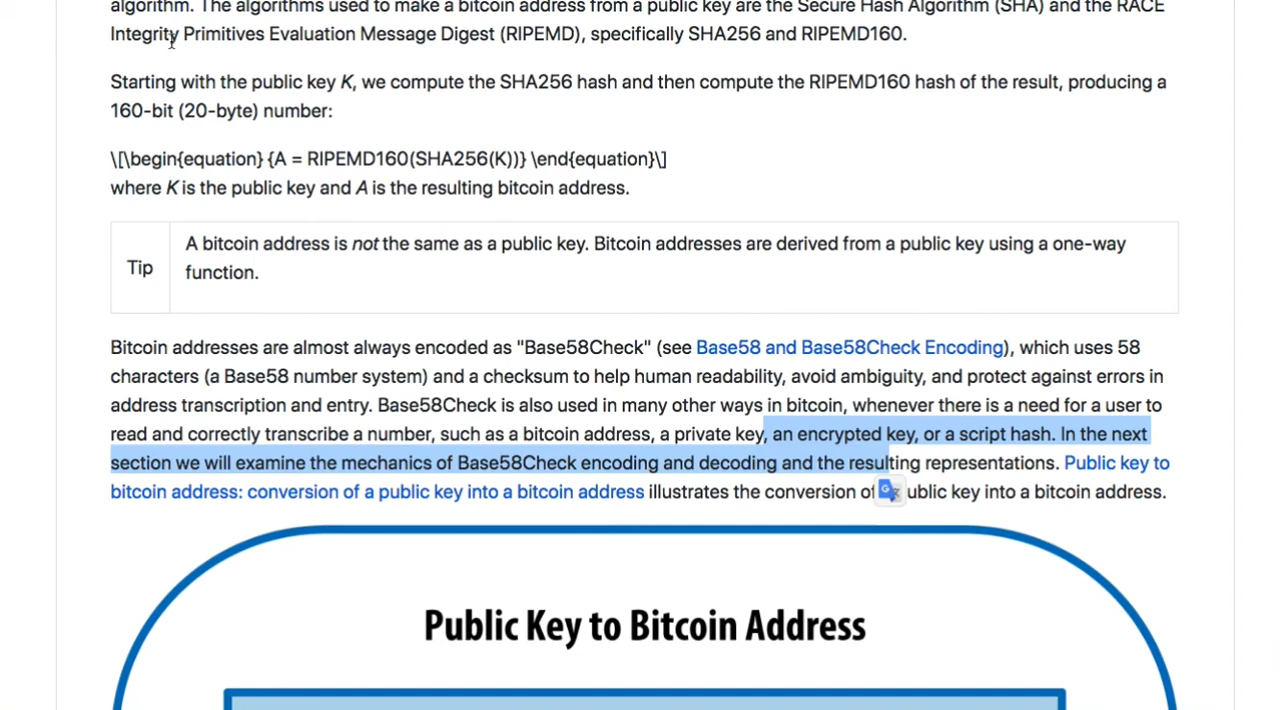 algorithm. The algorithms used to make a bitcoin address from a public key are the Secure Hash Algorithm (SHA) and the RACE
Integrity Primitives Evaluation Message Digest (RIPEMD), specifically SHA256 and RIPEMD160.
Starting with the public key K, we compute the SHA256 hash and then compute the RIPEMD160 hash of the result, producing a
160-bit (20-byte) number:
\[\begin{equation} {A = RIPEMD160(SHA256(K))} \end{equation}\]
where K is the public key and A is the resulting bitcoin address.
Tip
A bitcoin address is not the same as a public key. Bitcoin addresses are derived from a public key using a one-way
function.
Bitcoin addresses are almost always encoded as "Base58Check" (see Base58 and Base58Check Encoding), which uses 58
characters (a Base58 number system) and a checksum to help human readability, avoid ambiguity, and protect against errors in
address transcription and entry. Base58Check is also used in many other ways in bitcoin, whenever there is a need for a user to
read and correctly transcribe a number, such as a bitcoin address, a private key, an encrypted key, or a script hash. In the next
section we will examine the mechanics of Base58Check encoding and decoding and the resulting representations. Public key to
bitcoin address: conversion of a public key into a bitcoin address illustrates the conversion of ublic key into a bitcoin address.
Public Key to Bitcoin Address